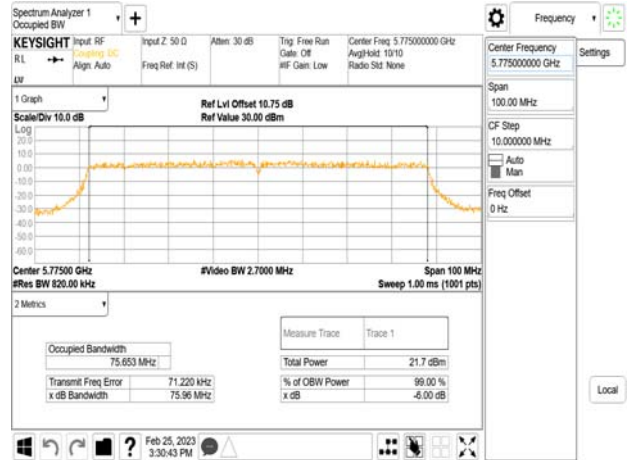 Spectrum Analyzer 1
Occupied BW
KEYSIGHT
Input: RF
Coupling: DC
Align: Auto
Input Z: 50 Ω
Freq Ref: Int (S)
Atten: 30 dB
Trig: Free Run
Gate: Off
#IF Gain: Low
Center Freq: 5.775000000 GHz
Avg|Hold: 10/10
Radio Std: None
RL
1 Graph
Scale/Div 10.0 dB
Ref Lvl Offset 10.75 dB
Ref Value 30.00 dBm
Log
20.0
10.0
0.00
-10.0
-20.0
-30.0
-40.0
-50.0
-60.0
Center 5.77500 GHz
#Video BW 2.7000 MHz
Span 100 MHz
#Res BW 820.00 kHz
Sweep 1.00 ms (1001 pts)
2 Metrics
Measure Trace
Trace 1
Occupied Bandwidth
75.653 MHz
Total Power
21.7 dBm
Transmit Freq Error
71.220 kHz
% of OBW Power
99.00 %
x dB Bandwidth
75.96 MHz
x dB
-6.00 dB
Feb 25, 2023
3:30:43 PM
Frequency
Settings
Center Frequency
5.775000000 GHz
Span
100.00 MHz
CF Step
10.000000 MHz
Auto
Man
Freq Offset
0 Hz
Local